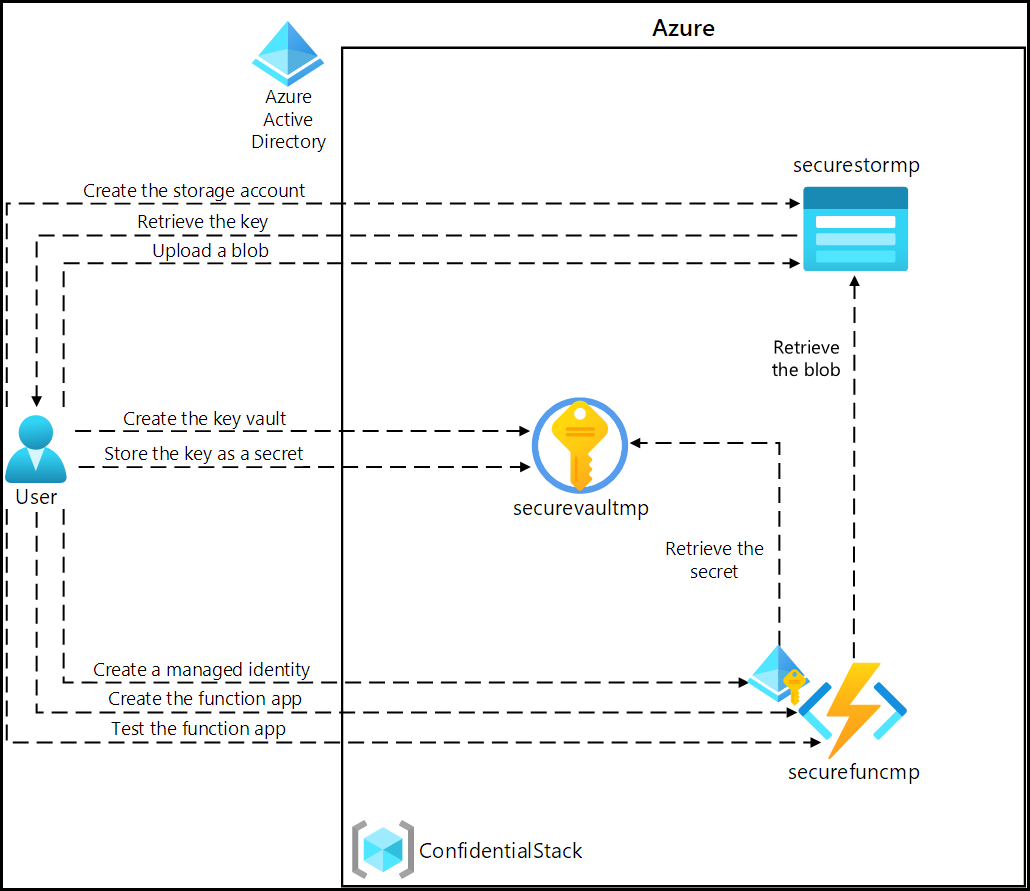 Azure
Azure
Active
Directory
securestormp
Create the storage account
Retrieve the key
Upload a blob
Retrieve
the blob
Create the key vault
Store the key as a secret
User
securevaultmp
Retrieve the
secret
Create a managed identity
Create the function app
Test the function app
securefuncmp
ConfidentialStack